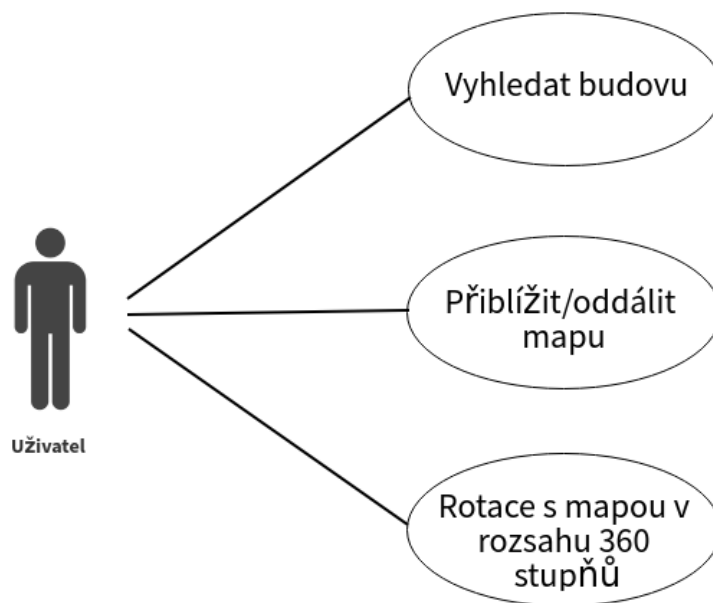 Vyhledat budovu
Přiblížit/oddálit
mapu
Uživatel
Rotace s mapou v
rozsahu 360
stupňů